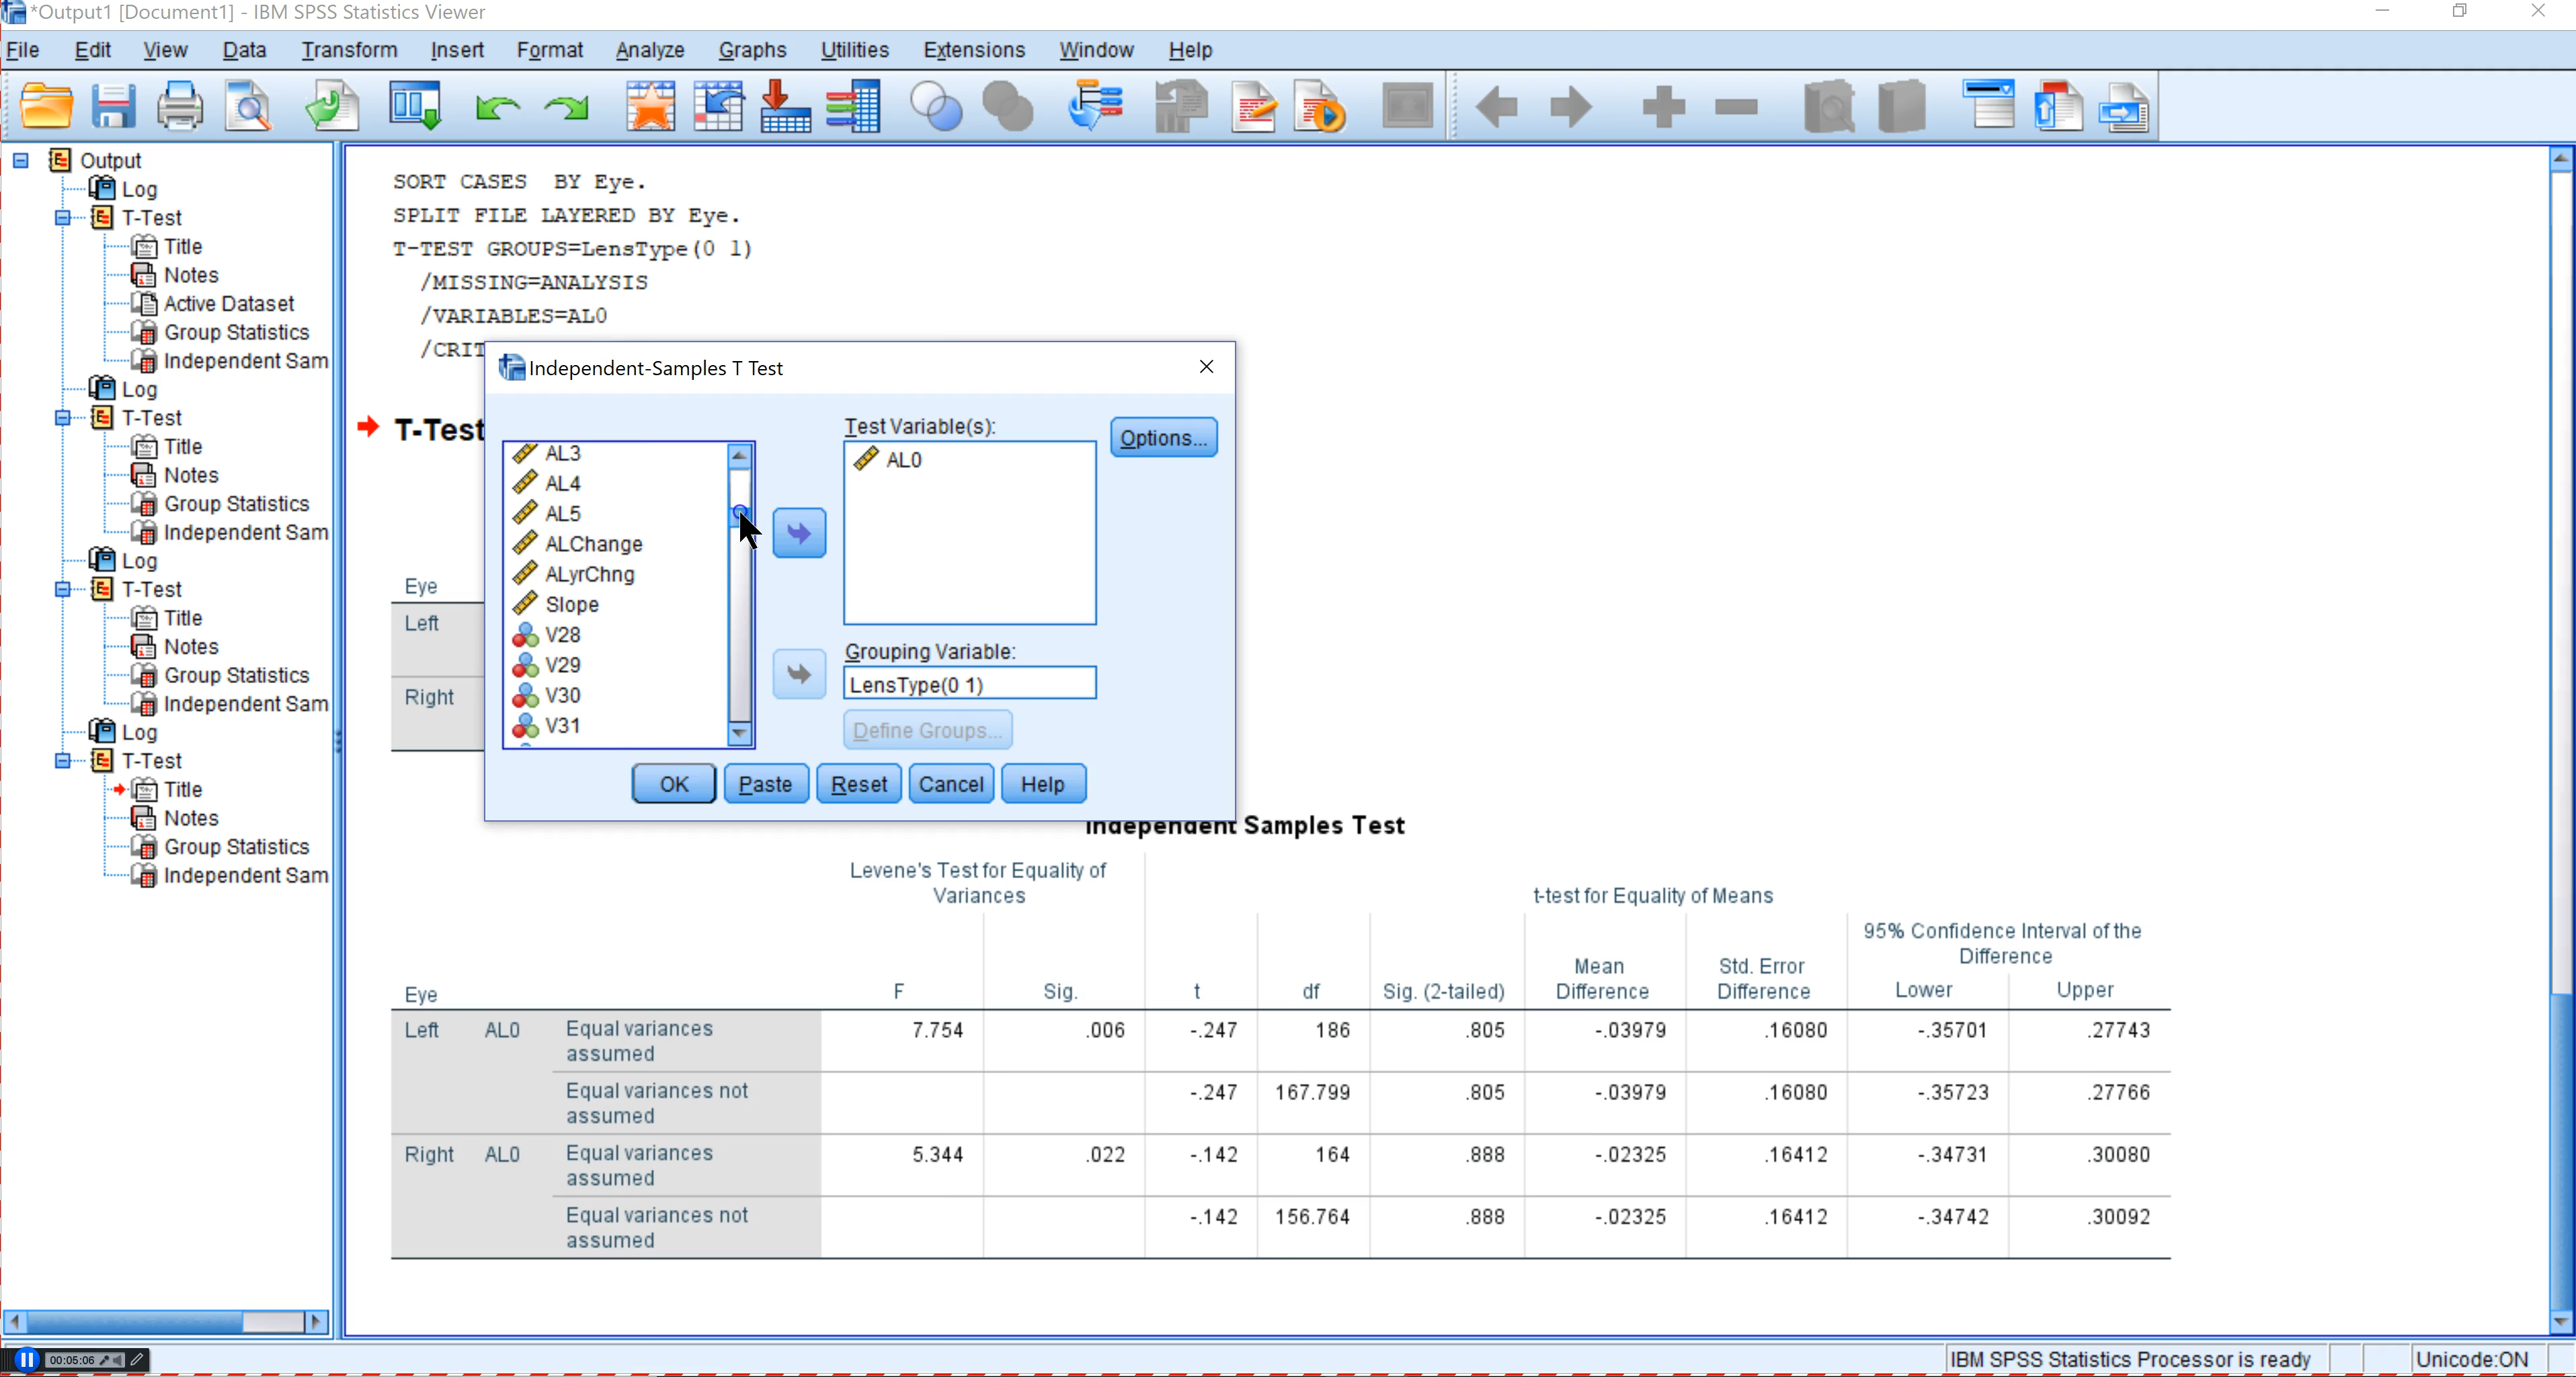 *Output1 [Document1] - IBM SPSS Statistics Viewer
File Edit View Data Transform Insert Format Analyze Graphs Utilities Extensions Window Help
Output
Log
T-Test
Title
Notes
Active Dataset
Group Statistics
Independent Sam
Log
T-Test
Title
Notes
Group Statistics
Independent Sam
Log
T-Test
Title
Notes
Group Statistics
Independent Sam
Log
T-Test
Title
Notes
Group Statistics
Independent Sam
SORT CASES BY Eye.
SPLIT FILE LAYERED BY Eye.
T-TEST GROUPS=LensType(0 1)
/MISSING=ANALYSIS
/VARIABLES=AL0
/CRIT
T-Test
Eye
Left
Right
Independent-Samples T Test
AL3
AL4
AL5
ALChange
ALyrChng
Slope
V28
V29
V30
V31
Test Variable(s):
AL0
Options...
Grouping Variable:
LensType(0 1)
Define Groups...
OK Paste Reset Cancel Help
Independent Samples Test
Levene's Test for Equality of
Variances
t-test for Equality of Means
95% Confidence Interval of the
Difference
Mean Std. Error
Eye F Sig. t df Sig. (2-tailed) Difference Difference Lower Upper
Left AL0 Equal variances 7.754 .006 -.247 186 .805 -.03979 .16080 -.35701 .27743
assumed
Equal variances not -.247 167.799 .805 -.03979 .16080 -.35723 .27766
assumed
Right AL0 Equal variances 5.344 .022 -.142 164 .888 -.02325 .16412 -.34731 .30080
assumed
Equal variances not -.142 156.764 .888 -.02325 .16412 -.34742 .30092
assumed
00:05:06
IBM SPSS Statistics Processor is ready Unicode:ON